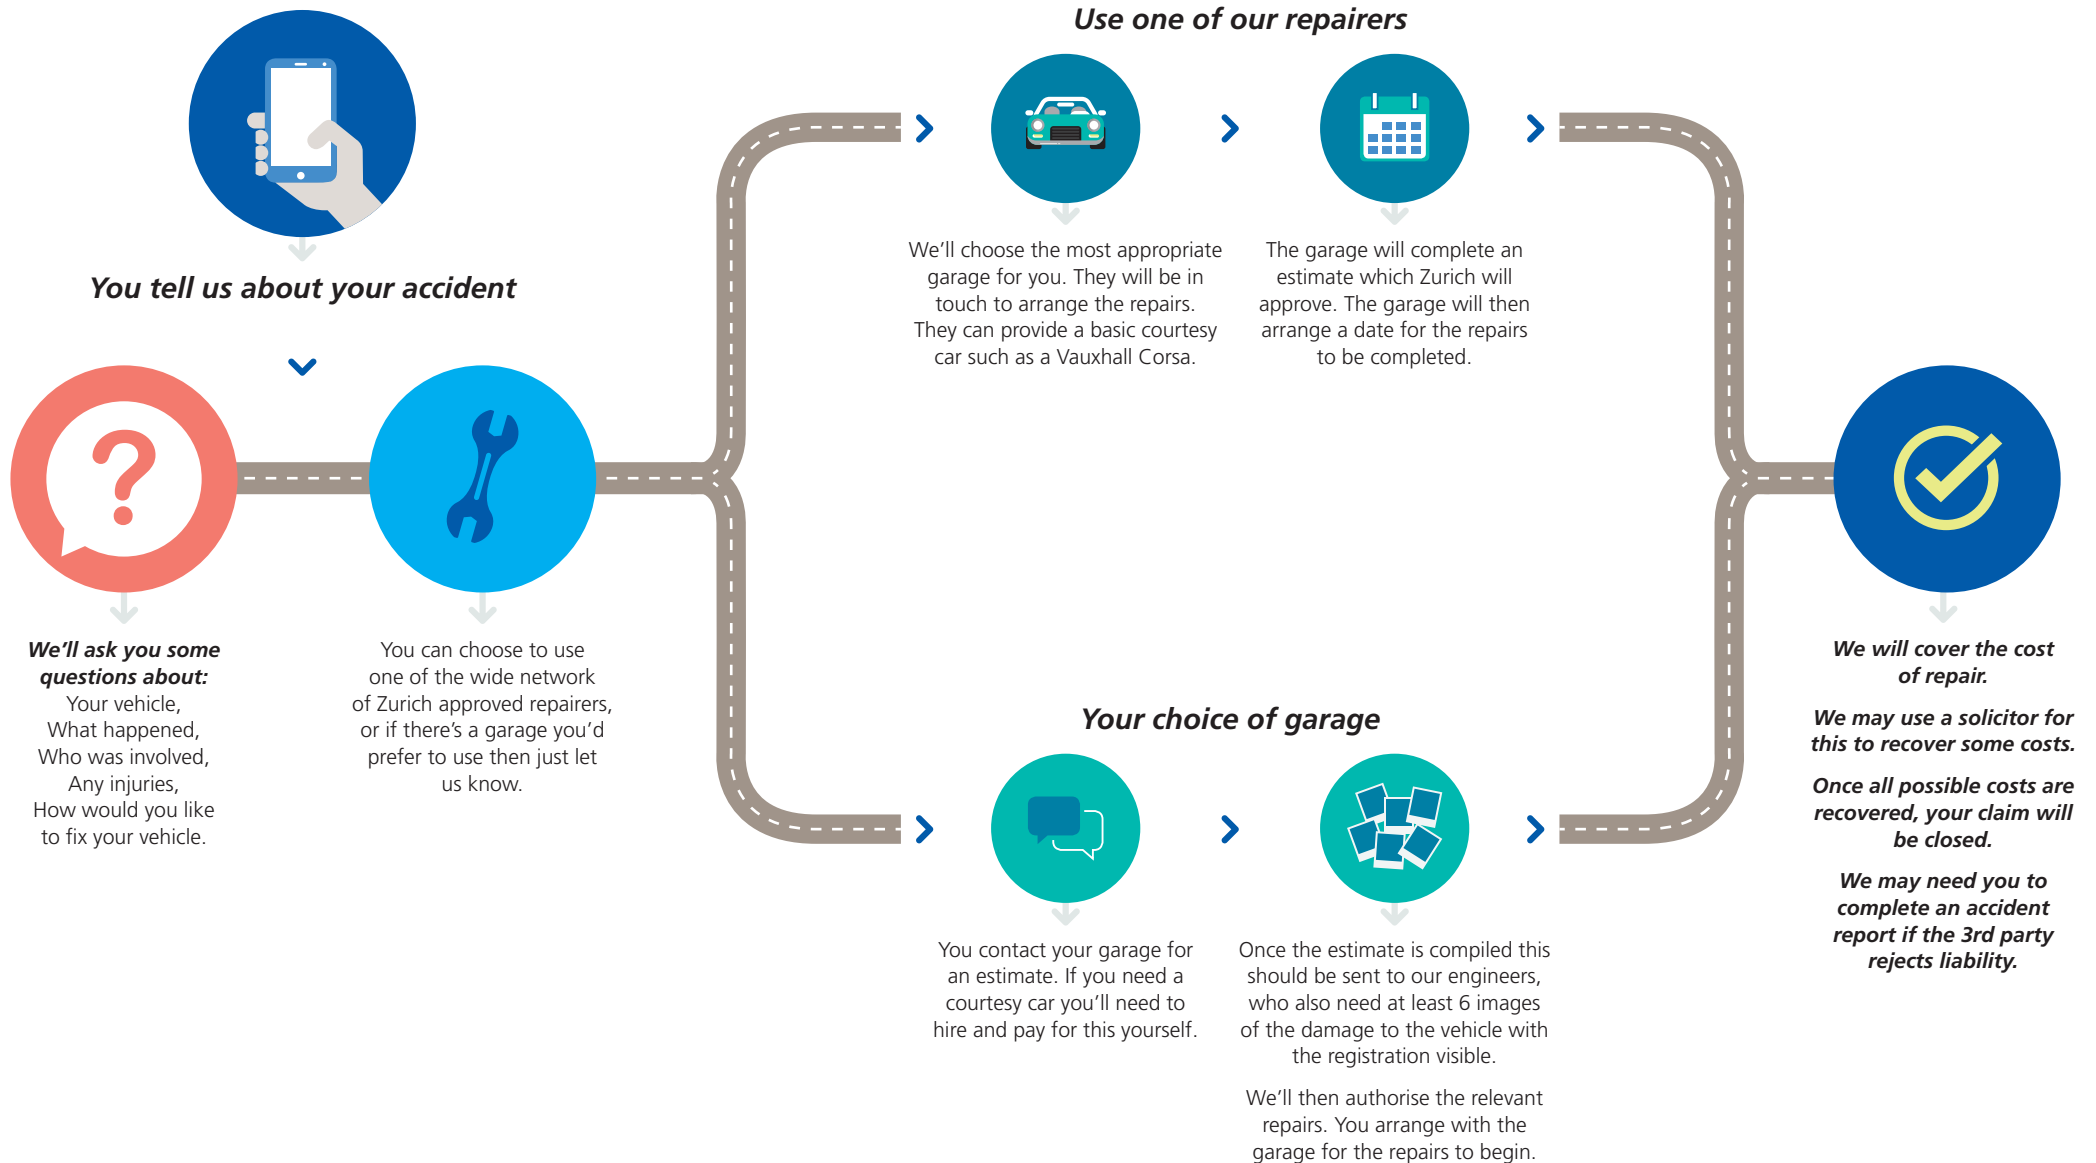 You tell us about your accident
We'll ask you some
questions about:
Your vehicle,
What happened,
Who was involved,
Any injuries,
How would you like
to fix your vehicle.
You can choose to use
one of the wide network
of Zurich approved repairers,
or if there's a garage you'd
prefer to use then just let
us know.
Use one of our repairers
We'll choose the most appropriate
garage for you. They will be in
touch to arrange the repairs.
They can provide a basic courtesy
car such as a Vauxhall Corsa.
The garage will complete an
estimate which Zurich will
approve. The garage will then
arrange a date for the repairs
to be completed.
Your choice of garage
You contact your garage for
an estimate. If you need a
courtesy car you'll need to
hire and pay for this yourself.
Once the estimate is compiled this
should be sent to our engineers,
who also need at least 6 images
of the damage to the vehicle with
the registration visible.
We'll then authorise the relevant
repairs. You arrange with the
garage for the repairs to begin.
We will cover the cost
of repair.
We may use a solicitor for
this to recover some costs.
Once all possible costs are
recovered, your claim will
be closed.
We may need you to
complete an accident
report if the 3rd party
rejects liability.